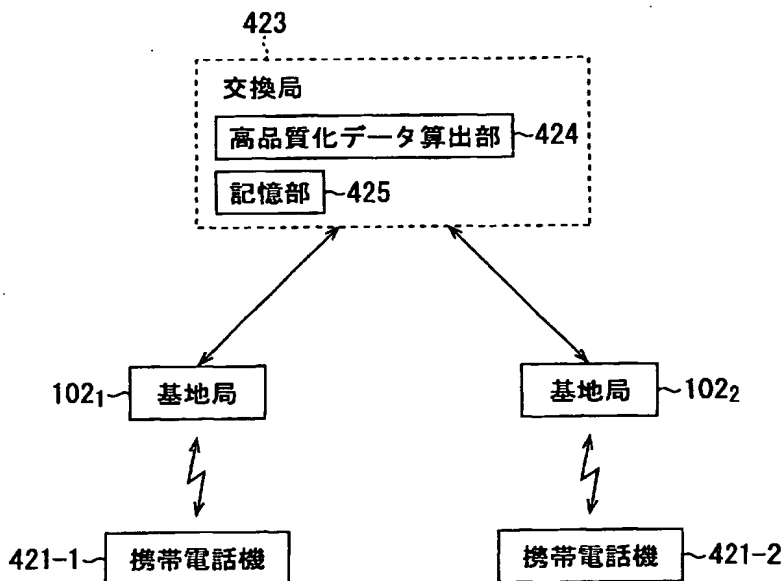 423
交換局
高品質化データ算出部 424
記憶部 425
102₁ 基地局
基地局 102₂
421-1 携帯電話機
携帯電話機 421-2